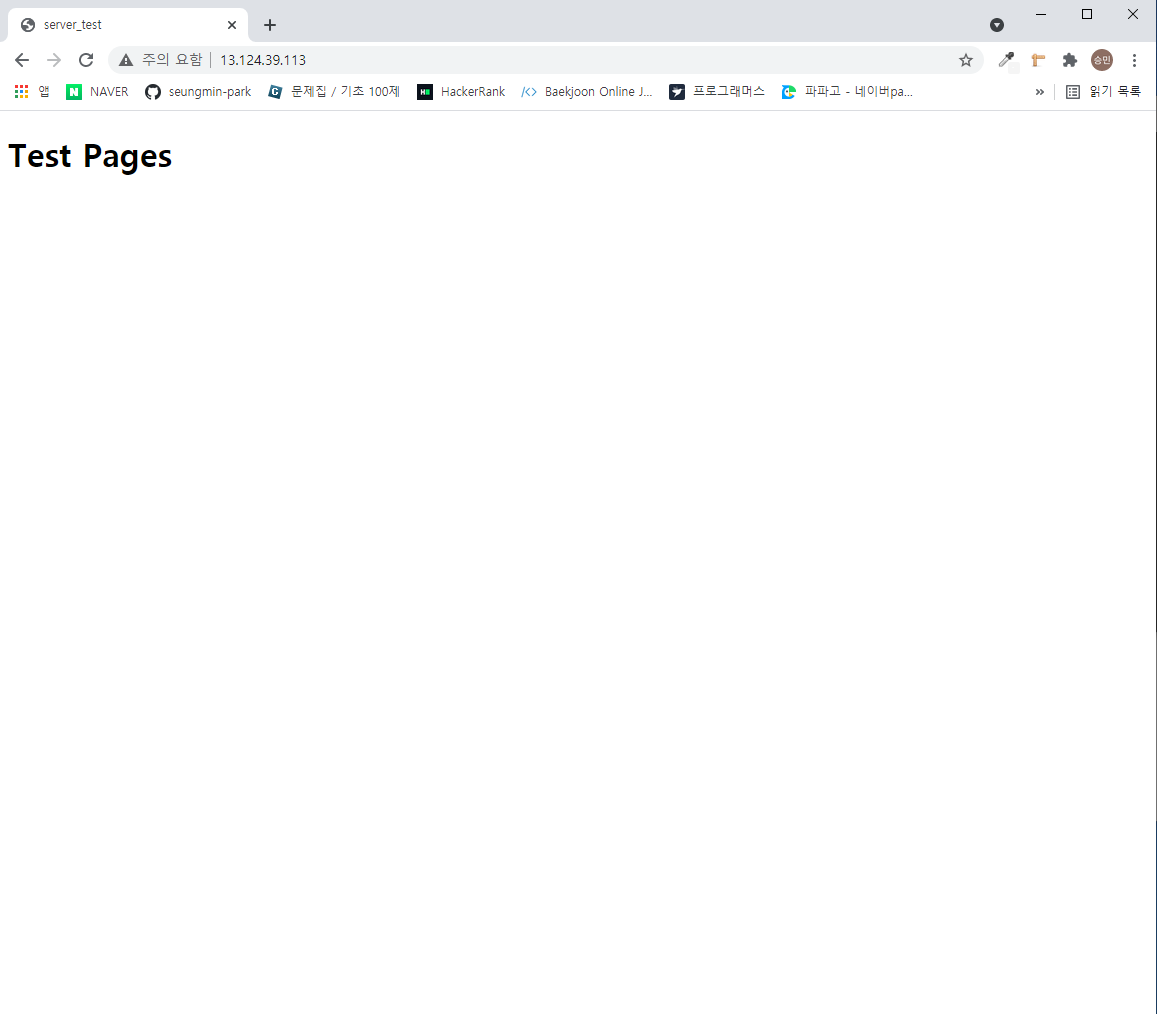 server_test
주의 요함 13.124.39.113
승민
앱 NAVER seungmin-park 문제집 / 기초 100제 HackerRank Baekjoon Online J... 프로그래머스 파파고 - 네이버pa... » 읽기 목록
Test Pages